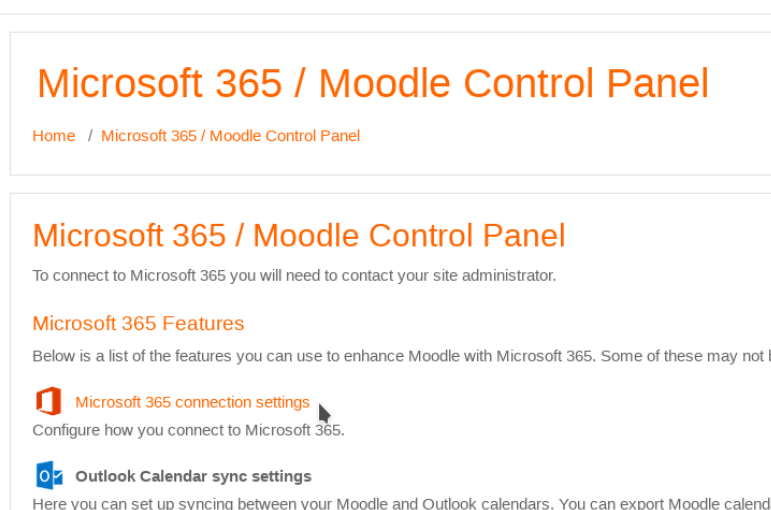 Microsoft 365 / Moodle Control Panel
Home / Microsoft 365 / Moodle Control Panel
Microsoft 365 / Moodle Control Panel
To connect to Microsoft 365 you will need to contact your site administrator.
Microsoft 365 Features
Below is a list of the features you can use to enhance Moodle with Microsoft 365. Some of these may not
Microsoft 365 connection settings
Configure how you connect to Microsoft 365.
Outlook Calendar sync settings
Here you can set up syncing between your Moodle and Outlook calendars. You can export Moodle calend